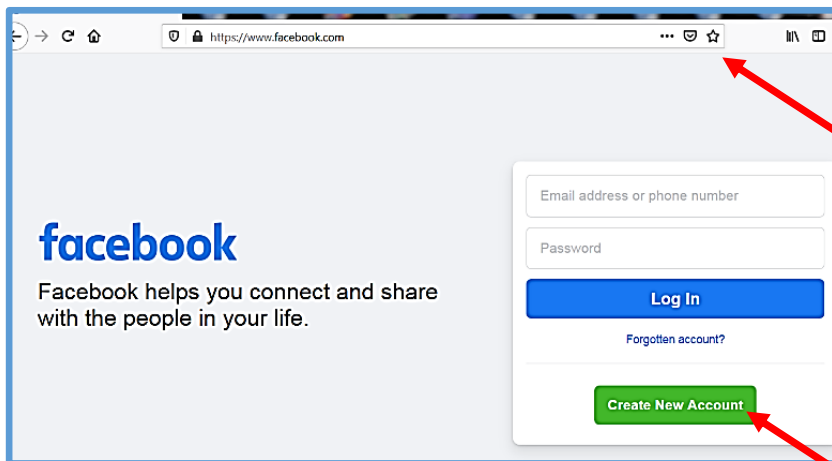 https://www.facebook.com
Email address or phone number
facebook
Password
Facebook helps you connect and share
with the people in your life.
Log In
Forgotten account?
Create New Account